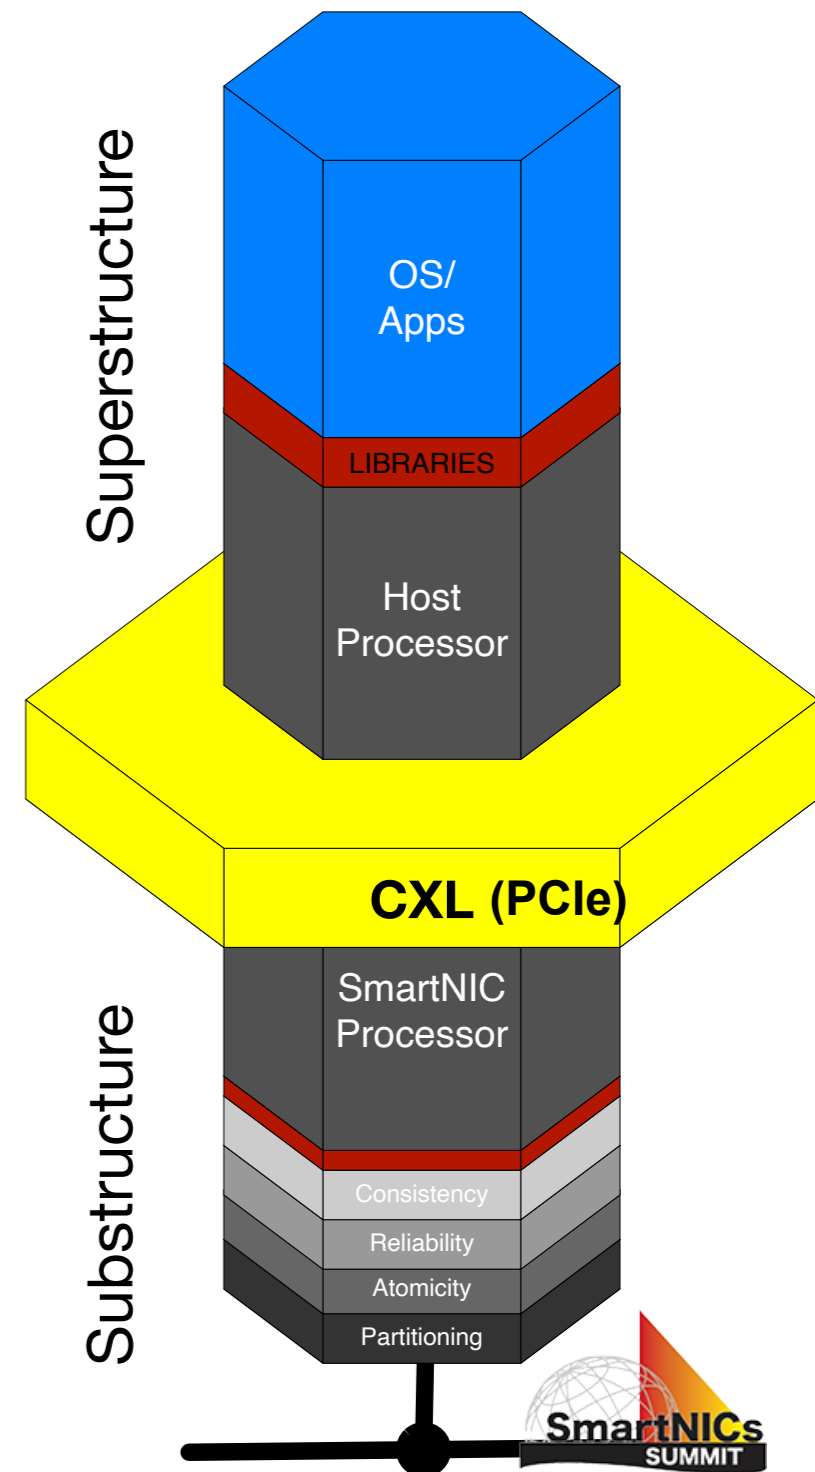 Superstructure
OS/
Apps
LIBRARIES
Host
Processor
CXL (PCIe)
Substructure
SmartNIC
Processor
Consistency
Reliability
Atomicity
Partitioning
SmartNICs
SUMMIT